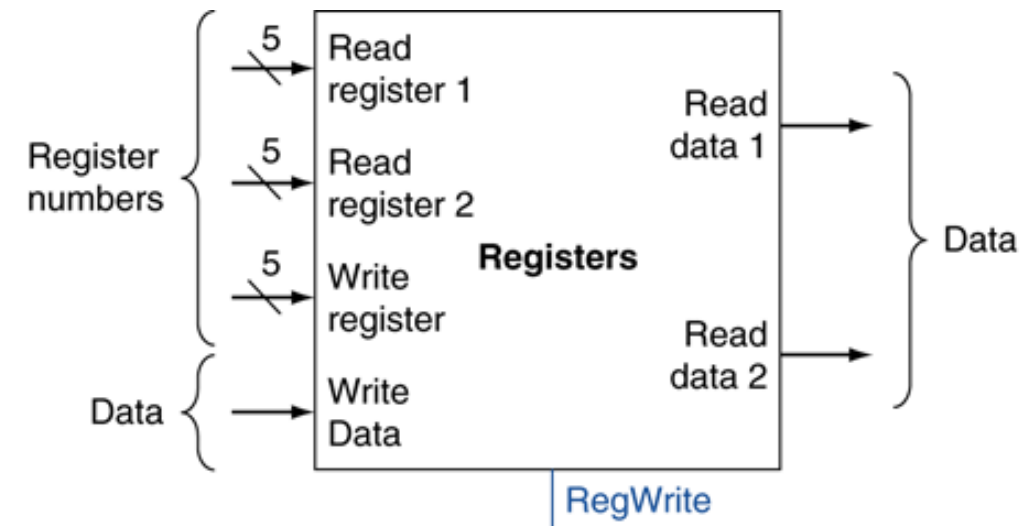 5
Read
register 1
5
Read
register 2
5
Write
register
Write
Data
Register
numbers
Data
Registers
Read
data 1
Read
data 2
Data
RegWrite